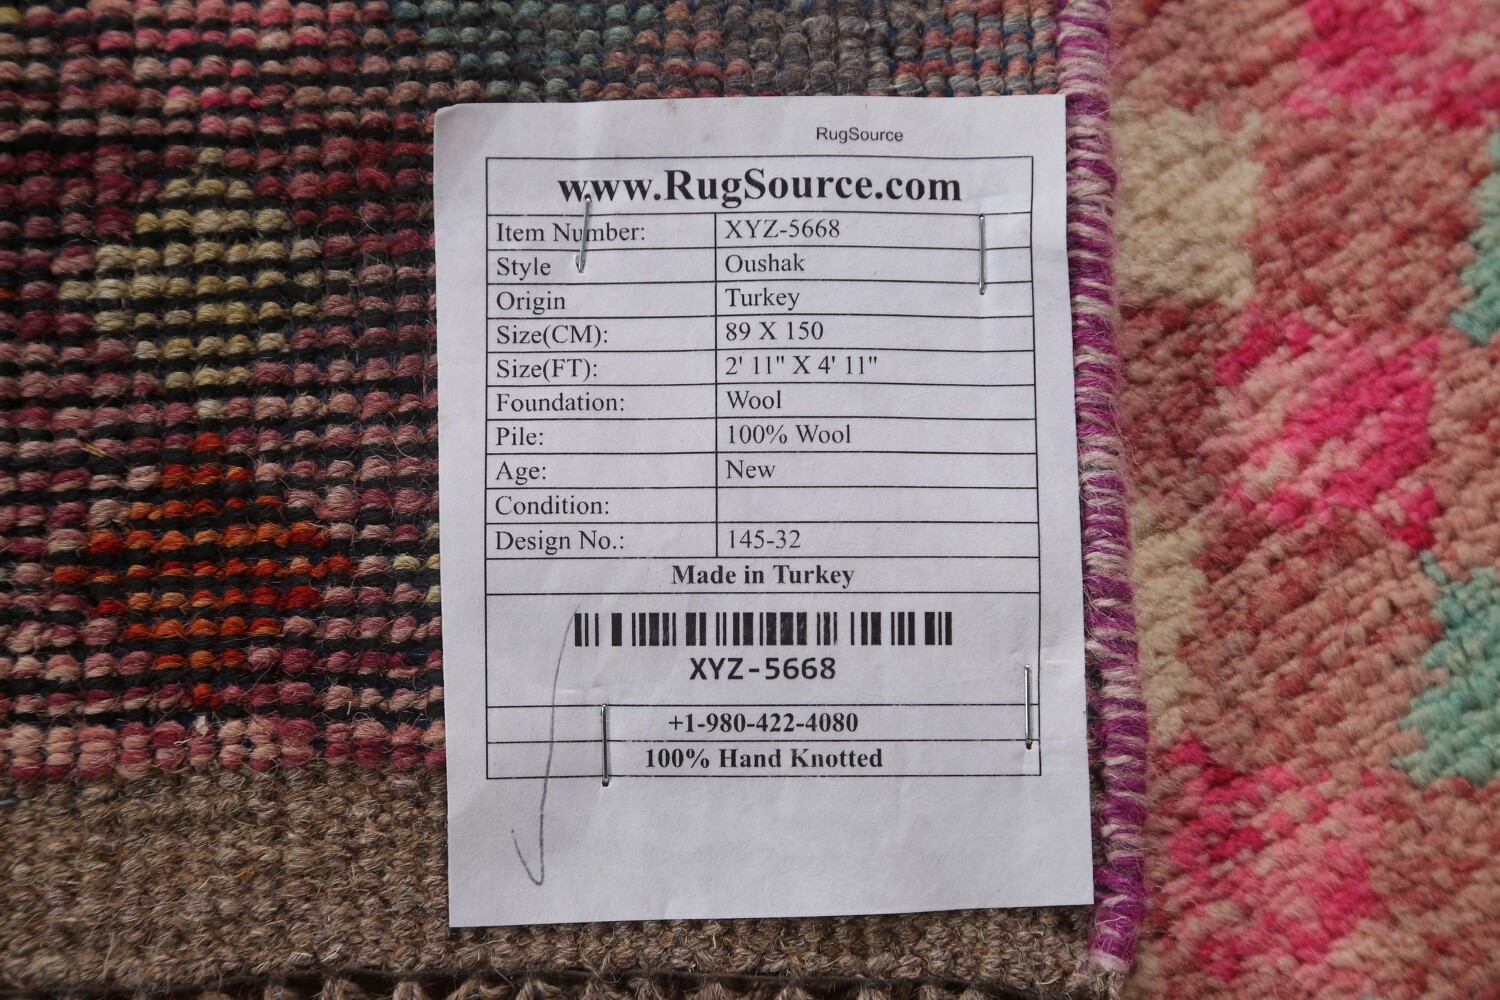 RugSource
www.RugSource.com
Item Number: XYZ-5668
Style Oushak
Origin Turkey
Size(CM): 89 X 150
Size(FT): 2' 11" X 4' 11"
Foundation: Wool
Pile: 100% Wool
Age: New
Condition:
Design No.: 145-32
Made in Turkey
XYZ-5668
+1-980-422-4080
100% Hand Knotted